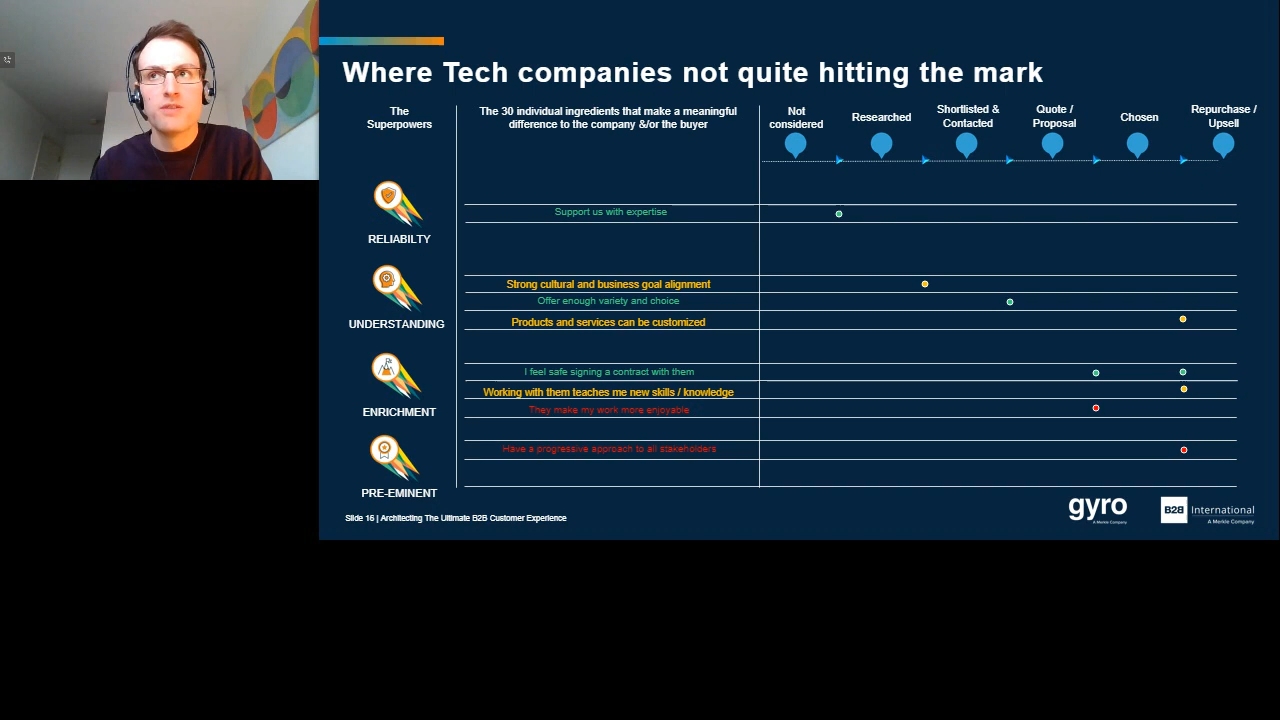 Where Tech companies not quite hitting the mark
The
Superpowers
The 30 individual ingredients that make a meaningful
difference to the company &/or the buyer
Not
considered
Researched
Shortlisted &
Contacted
Quote /
Proposal
Chosen
Repurchase /
Upsell
Support us with expertise
RELIABILTY
Strong cultural and business goal alignment
Offer enough variety and choice
Products and services can be customized
UNDERSTANDING
I feel safe signing a contract with them
Working with them teaches me new skills / knowledge
They make my work more enjoyable
ENRICHMENT
Have a progressive approach to all stakeholders
PRE-EMINENT
Slide 16 | Architecting The Ultimate B2B Customer Experience
gyro
A Merkle Company
B2B International
A Merkle Company